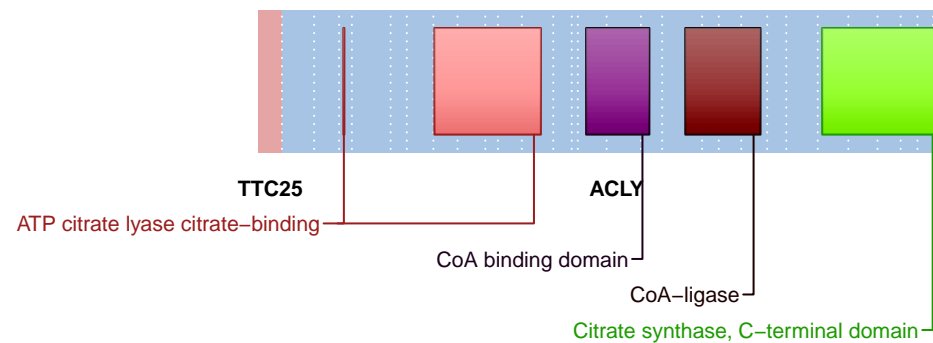 TTC25 ACLY
ATP citrate lyase citrate−binding
CoA binding domain
CoA−ligase
Citrate synthase, C−terminal domain